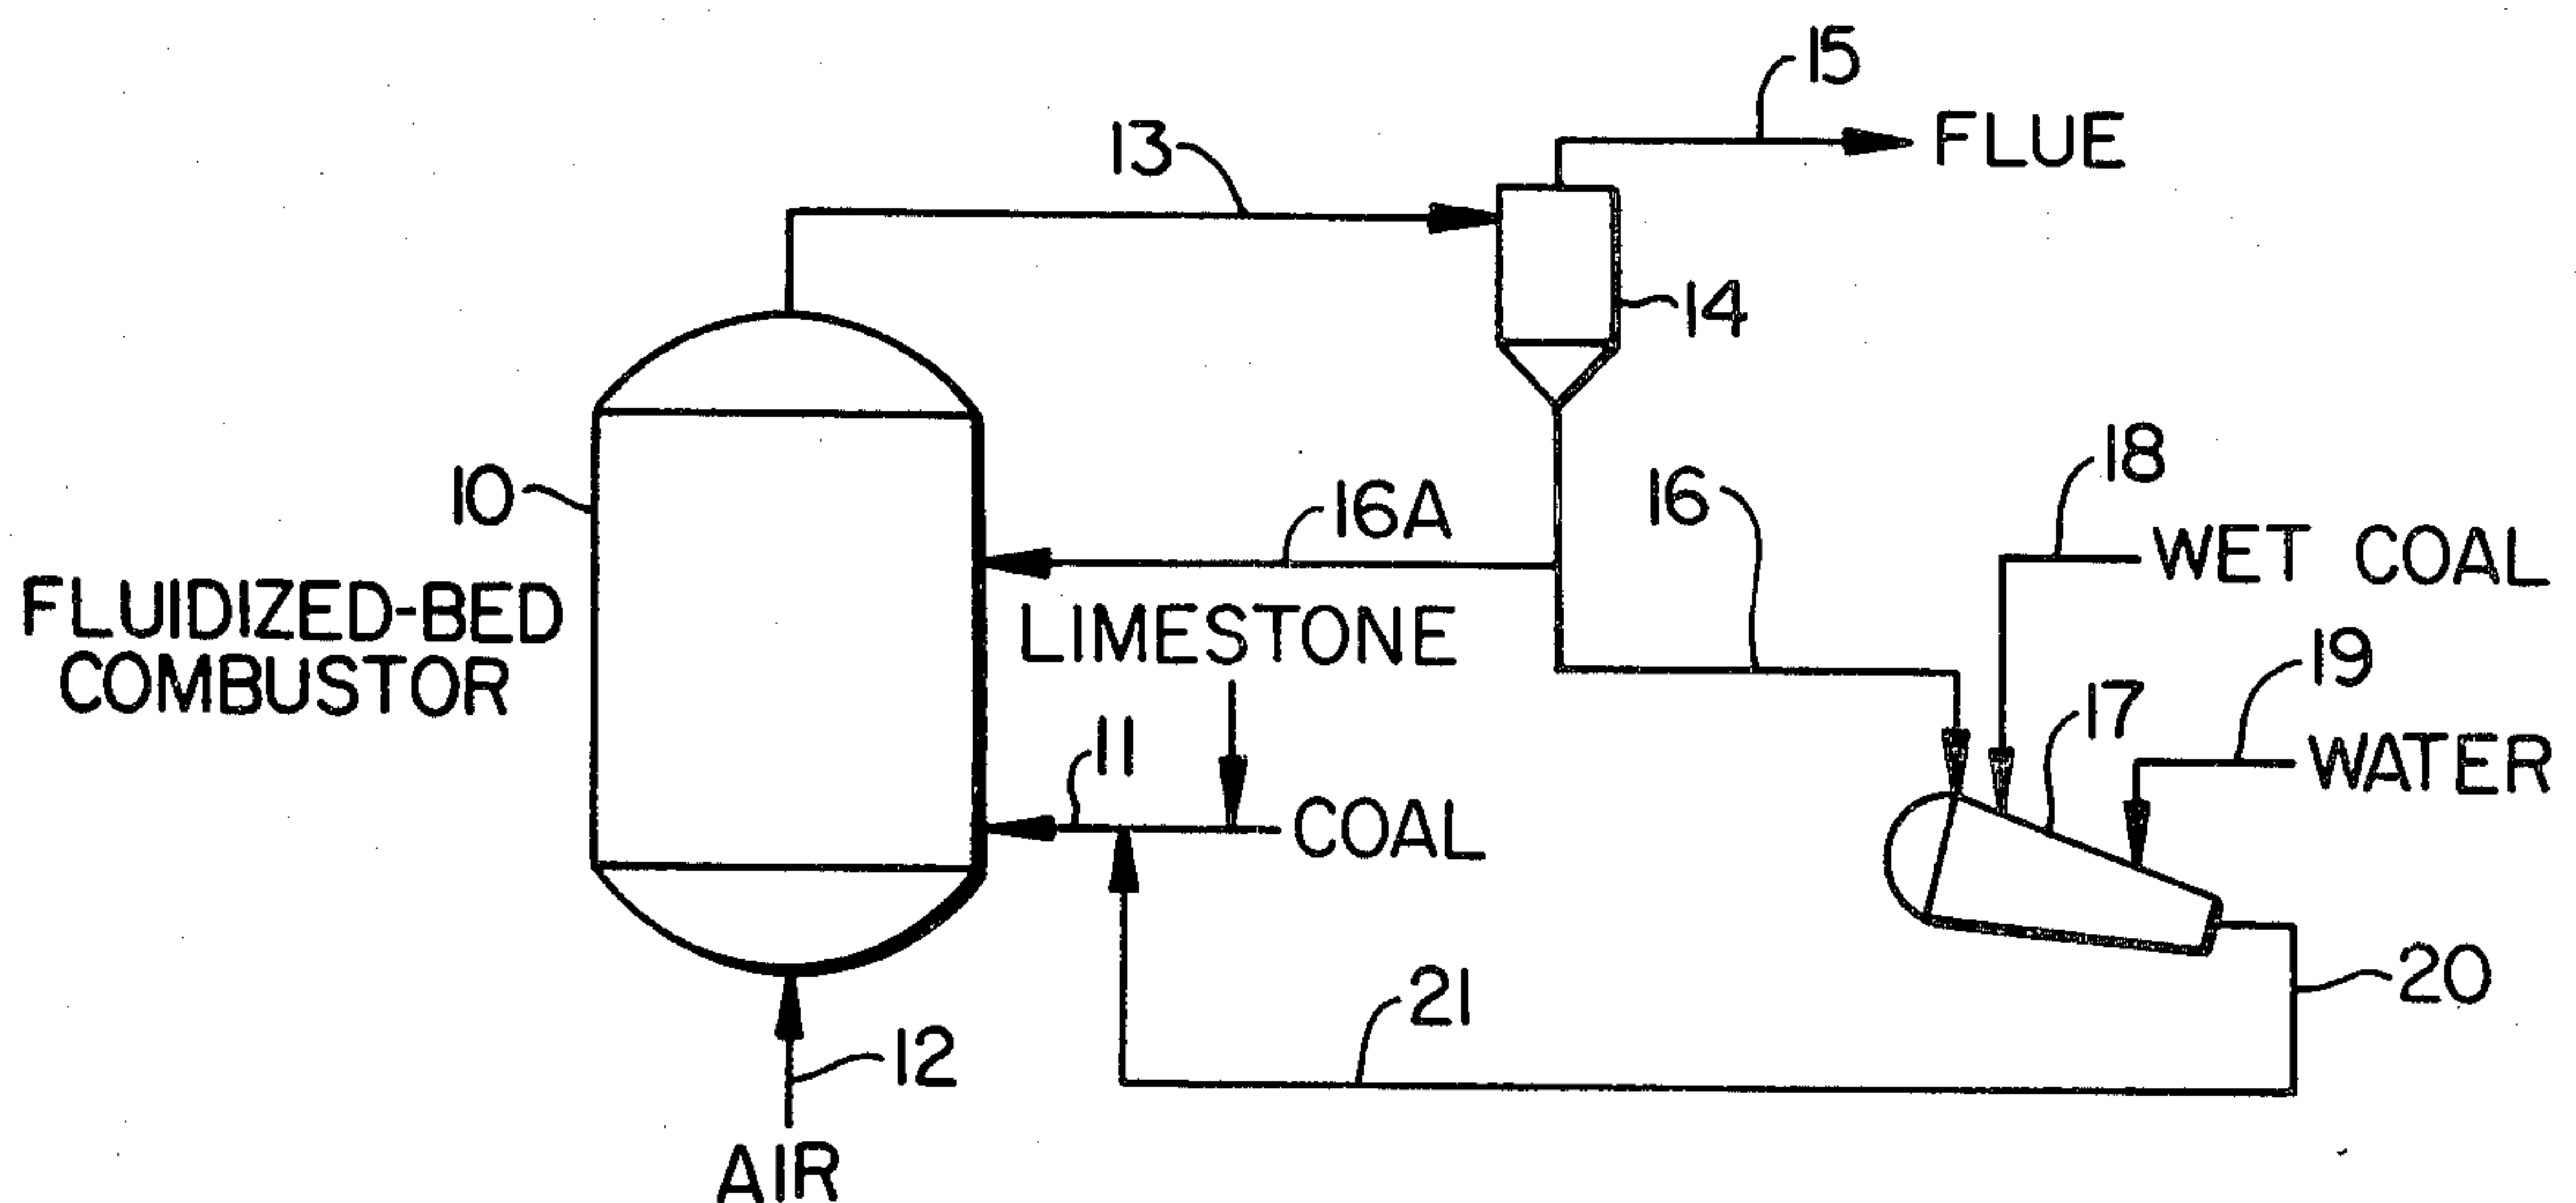 15
FLUE
13
14
18
10
16A
16
WET COAL
FLUIDIZED-BED
COMBUSTOR
LIMESTONE
19
17
11
WATER
COAL
20
21
12
AIR